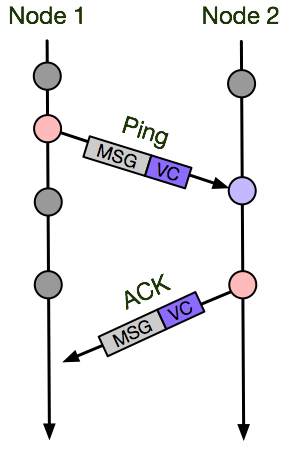 Node 1
Node 2
Ping
MSG
VC
ACK
MSG
VC